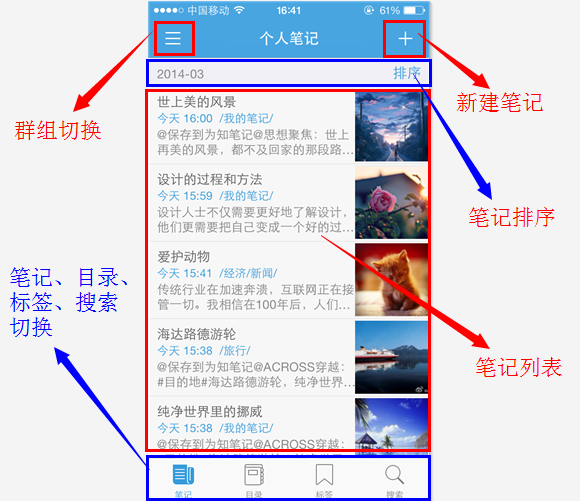 中国移动 16:41 61%
个人笔记
2014-03 排序
世上美的风景
今天 16:00 /我的笔记/
@保存到为知笔记@思想聚焦：世上
再美的风景，都不及回家的那段路...
设计的过程和方法
今天 15:59 /我的笔记/
设计人士不仅需要更好地了解设计，
他们更需要把自己变成一个好的过...
爱护动物
今天 15:41 /经济/新闻/
传统行业在加速奔溃，互联网正在接
管一切。我相信在100年后，人们...
海达路德游轮
今天 15:38 /旅行/
@保存到为知笔记@ACROSS穿越：
#目的地#海达路德游轮，纯净世界...
纯净世界里的挪威
今天 15:38 /我的笔记/
@保存到为知笔记@ACROSS穿越：
笔记 目录 标签 搜索
群组切换
笔记、目录、
标签、搜索
切换
新建笔记
笔记排序
笔记列表